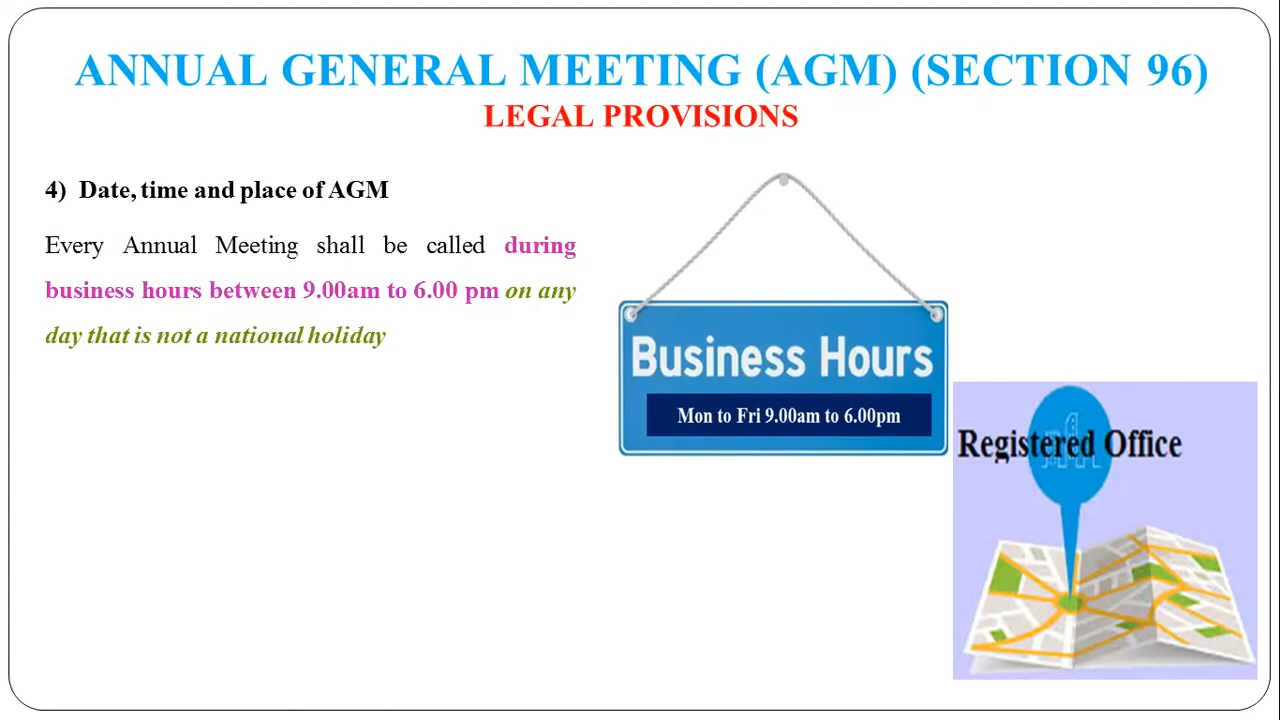 ANNUAL GENERAL MEETING (AGM) (SECTION 96)
LEGAL PROVISIONS
4) Date, time and place of AGM
Every Annual Meeting shall be called during
business hours between 9.00am to 6.00 pm on any
day that is not a national holiday
Business Hours
Mon to Fri 9.00am to 6.00pm
Registered Office